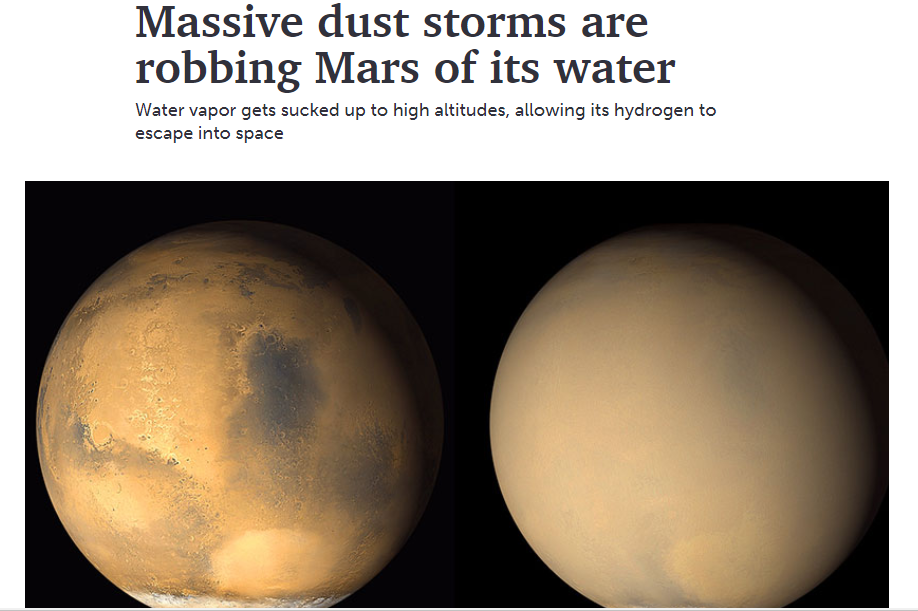 Massive dust storms are
robbing Mars of its water
Water vapor gets sucked up to high altitudes, allowing its hydrogen to
escape into space